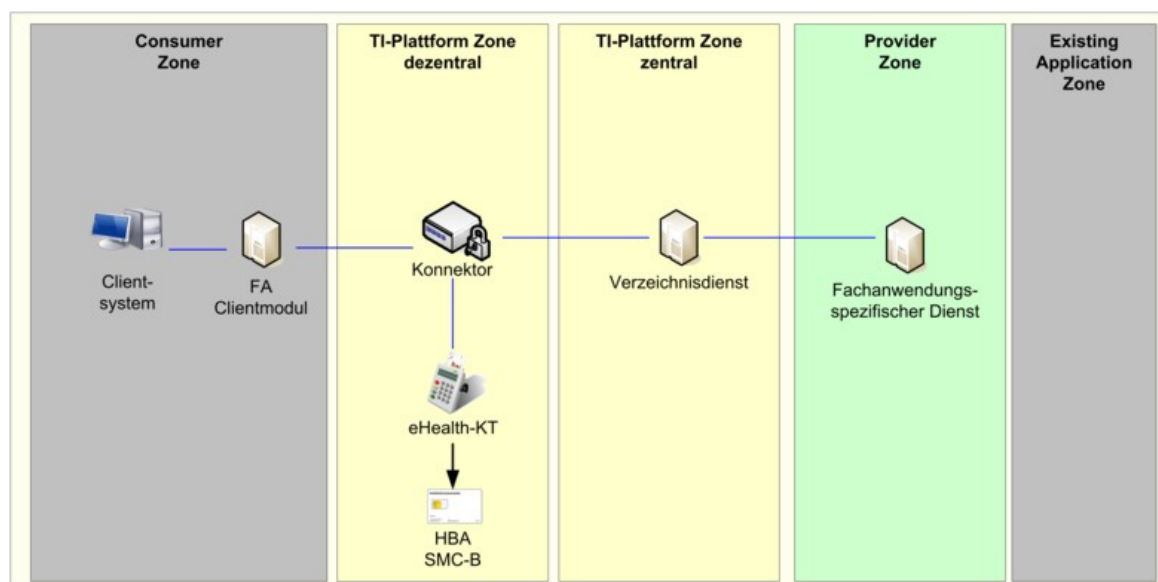 Consumer
Zone
TI-Plattform Zone
dezentral
TI-Plattform Zone
zentral
Provider
Zone
Existing
Application
Zone
Client-
system
FA
Clientmodul
Konnektor
Verzeichnisdienst
Fachanwendungs-
spezifischer Dienst
eHealth-KT
HBA
SMC-B